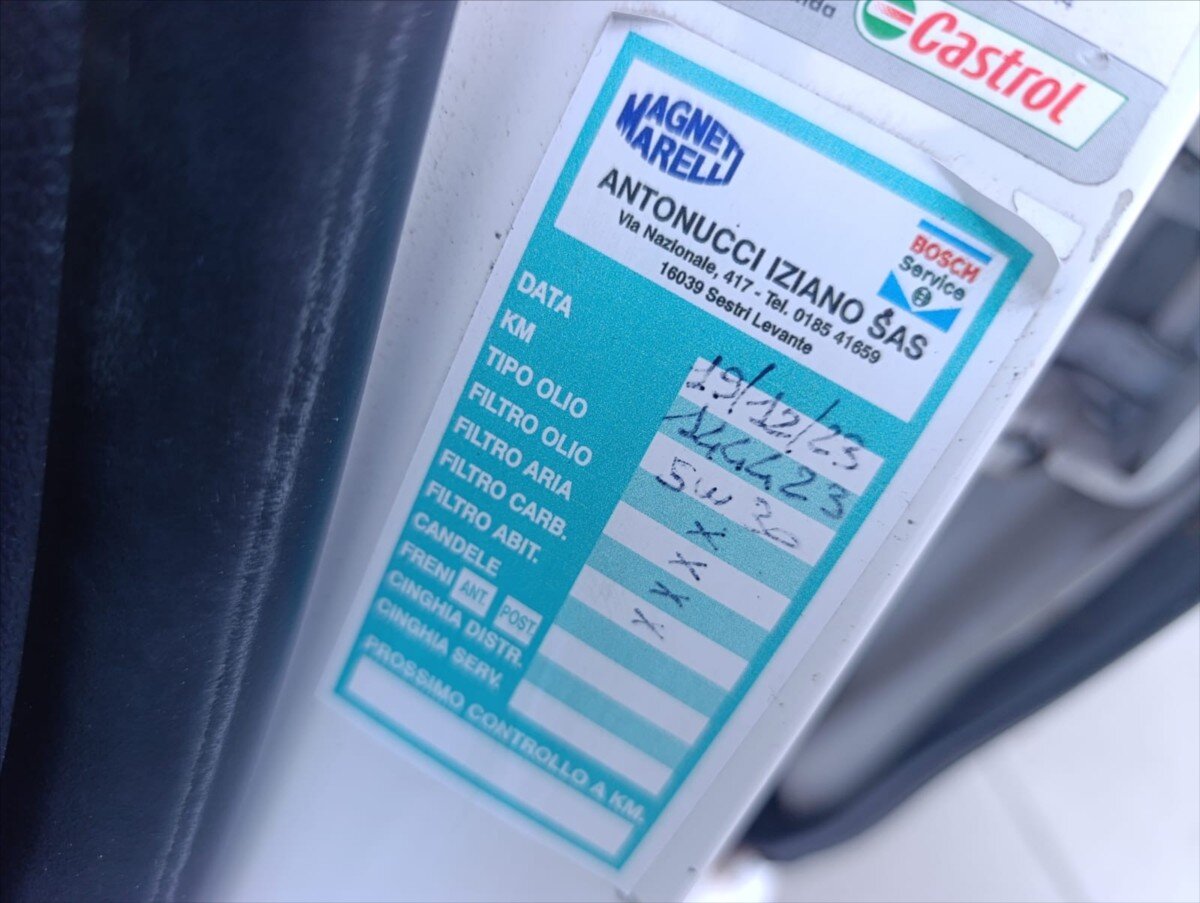 Castrol
MAGNETI
MARELLI
ANTONUCCI IZIANO SAS
Via Nazionale, 417 - Tel. 0185 41659
16039 Sestri Levante
BOSCH
Service
DATA 19/12/23
KM 144423
TIPO OLIO 5W30
FILTRO OLIO X
FILTRO ARIA X
FILTRO CARB. X
FILTRO ABIT. X
CANDELE
FRENI ANT. POST.
CINGHIA DISTR.
CINGHIA SERV.
PROSSIMO CONTROLLO A KM.